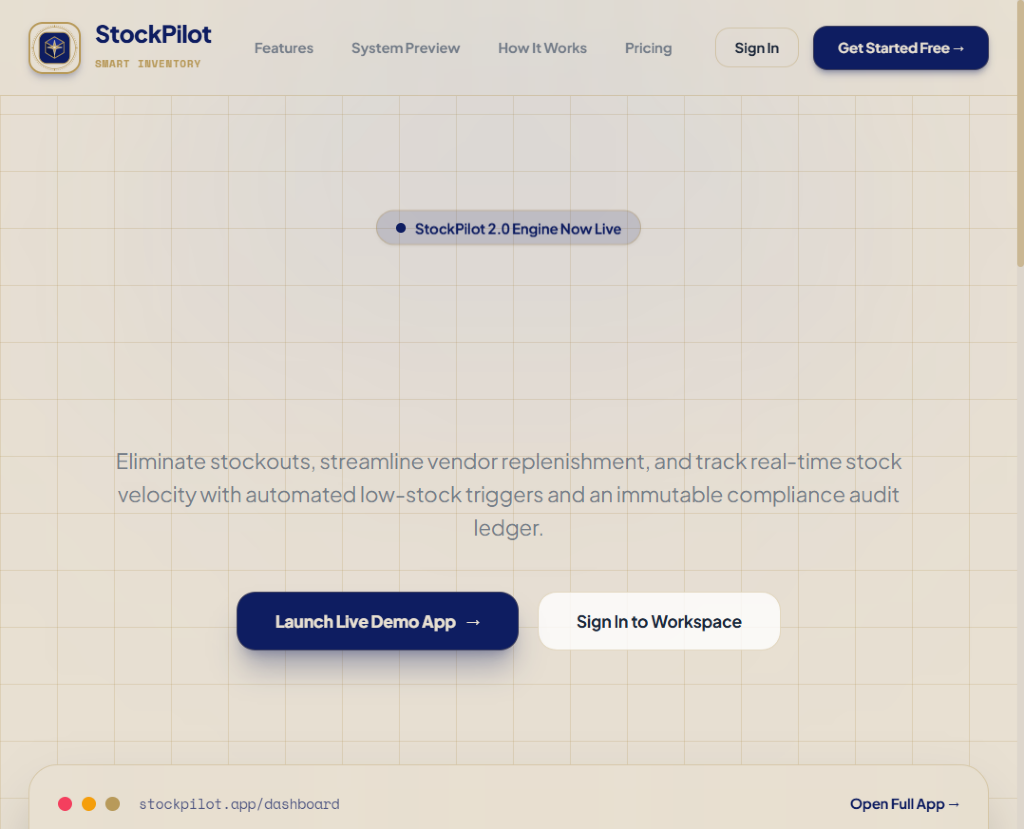 StockPilot
SMART INVENTORY
Features
System Preview
How It Works
Pricing
Sign In
Get Started Free →
StockPilot 2.0 Engine Now Live
Eliminate stockouts, streamline vendor replenishment, and track real-time stock
velocity with automated low-stock triggers and an immutable compliance audit
ledger.
Launch Live Demo App →
Sign In to Workspace
stockpilot.app/dashboard
Open Full App →